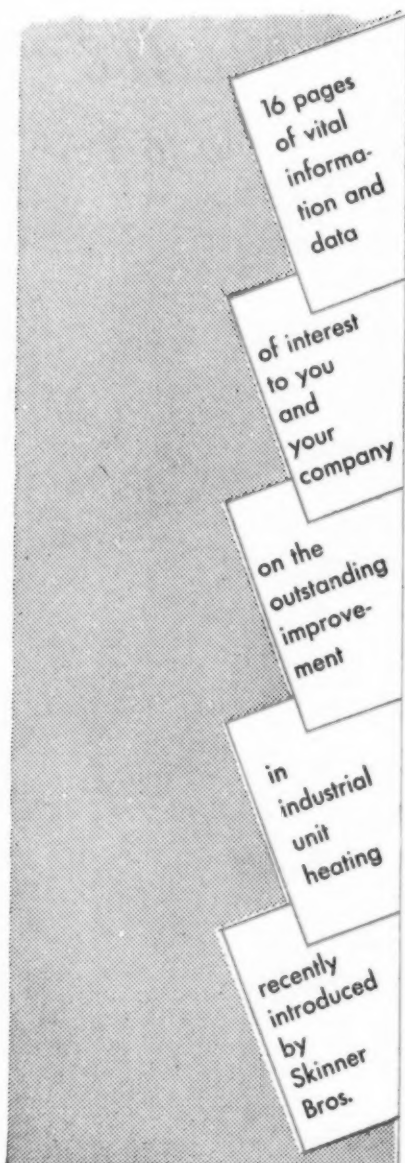 16 pages
of vital
informa-
tion and
data
of interest
to you
and
your
company
on the
outstanding
improve-
ment
in
industrial
unit
heating
recently
introduced
by
Skinner
Bros.